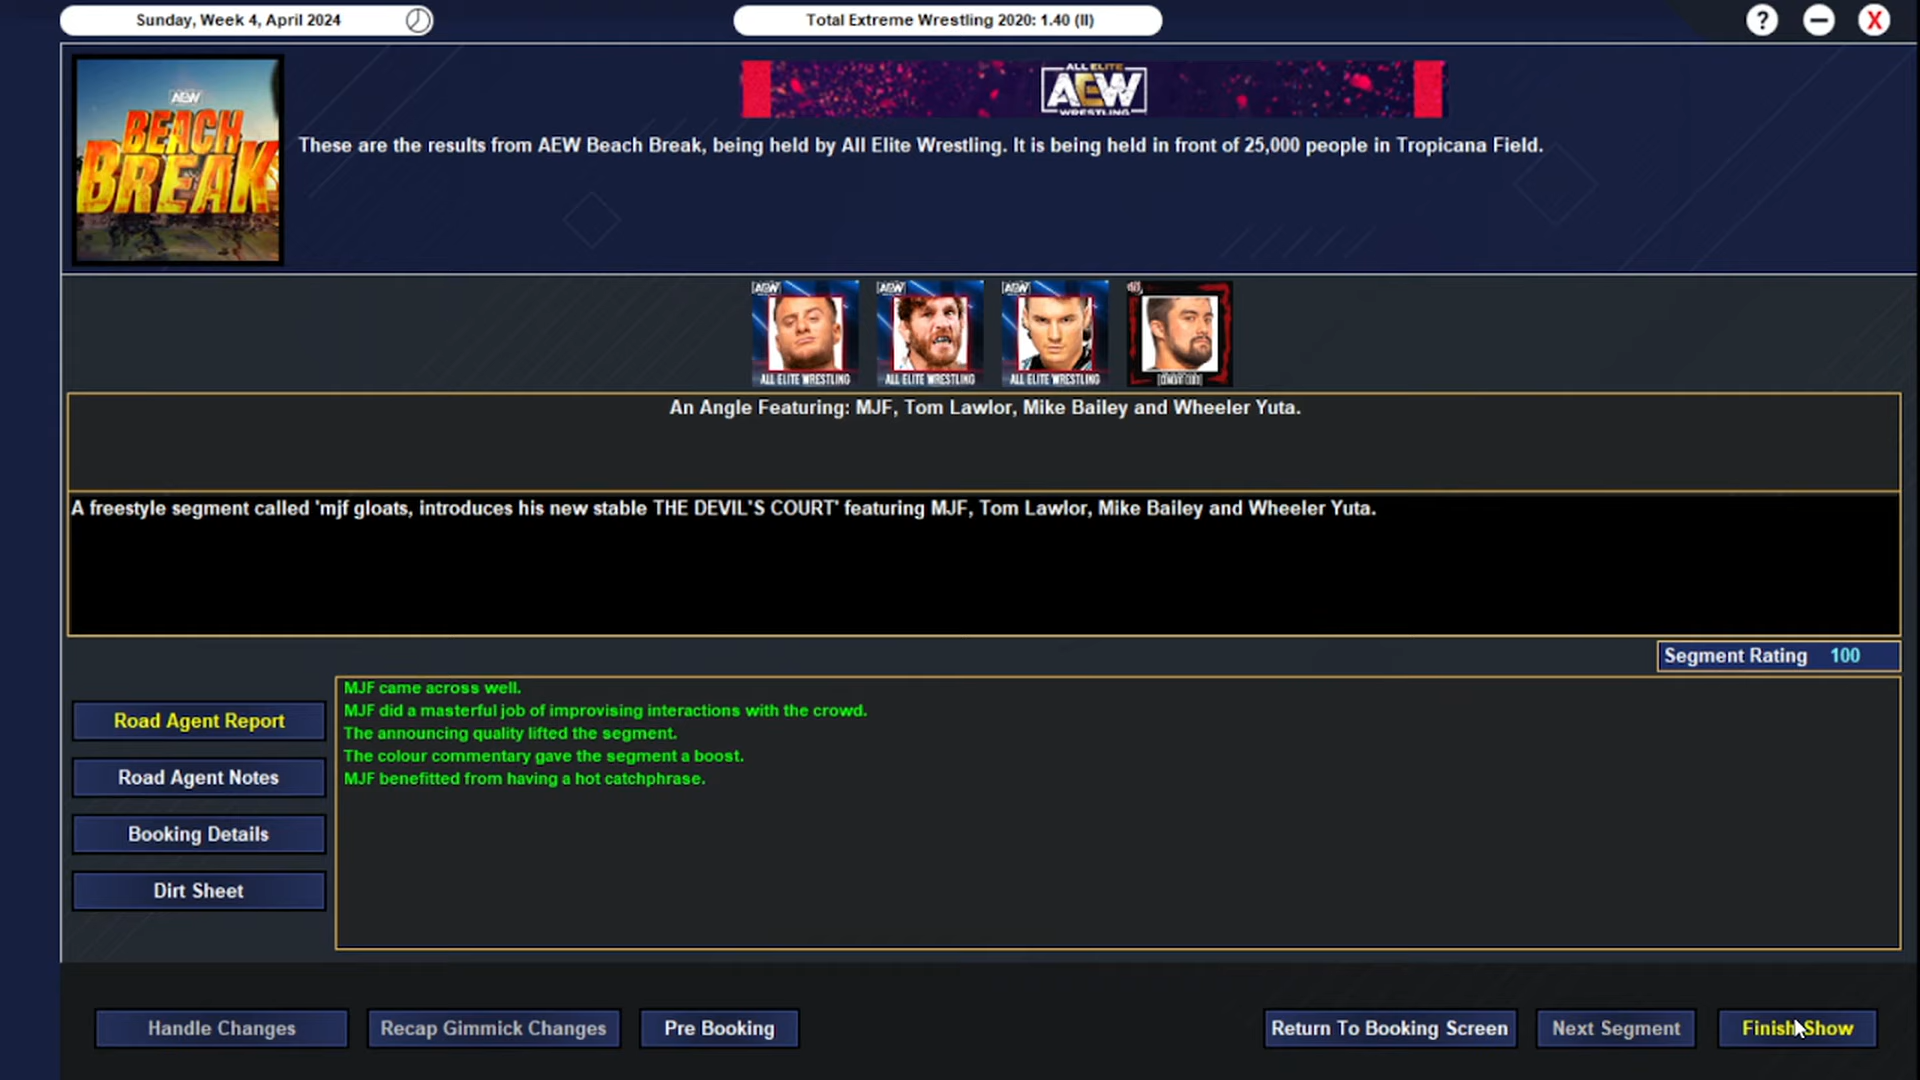 Sunday, Week 4, April 2024
Total Extreme Wrestling 2020: 1.40 (II)
?
X
AEW
BEACH
BREAK
ALL ELITE
AEW
WRESTLING
These are the results from AEW Beach Break, being held by All Elite Wrestling. It is being held in front of 25,000 people in Tropicana Field.
AEW
ALL ELITE WRESTLING
AEW
ALL ELITE WRESTLING
AEW
ALL ELITE WRESTLING
An Angle Featuring: MJF, Tom Lawlor, Mike Bailey and Wheeler Yuta.
A freestyle segment called 'mjf gloats, introduces his new stable THE DEVIL'S COURT' featuring MJF, Tom Lawlor, Mike Bailey and Wheeler Yuta.
Segment Rating 100
Road Agent Report
Road Agent Notes
Booking Details
Dirt Sheet
MJF came across well.
MJF did a masterful job of improvising interactions with the crowd.
The announcing quality lifted the segment.
The colour commentary gave the segment a boost.
MJF benefitted from having a hot catchphrase.
Handle Changes
Recap Gimmick Changes
Pre Booking
Return To Booking Screen
Next Segment
Finish Show